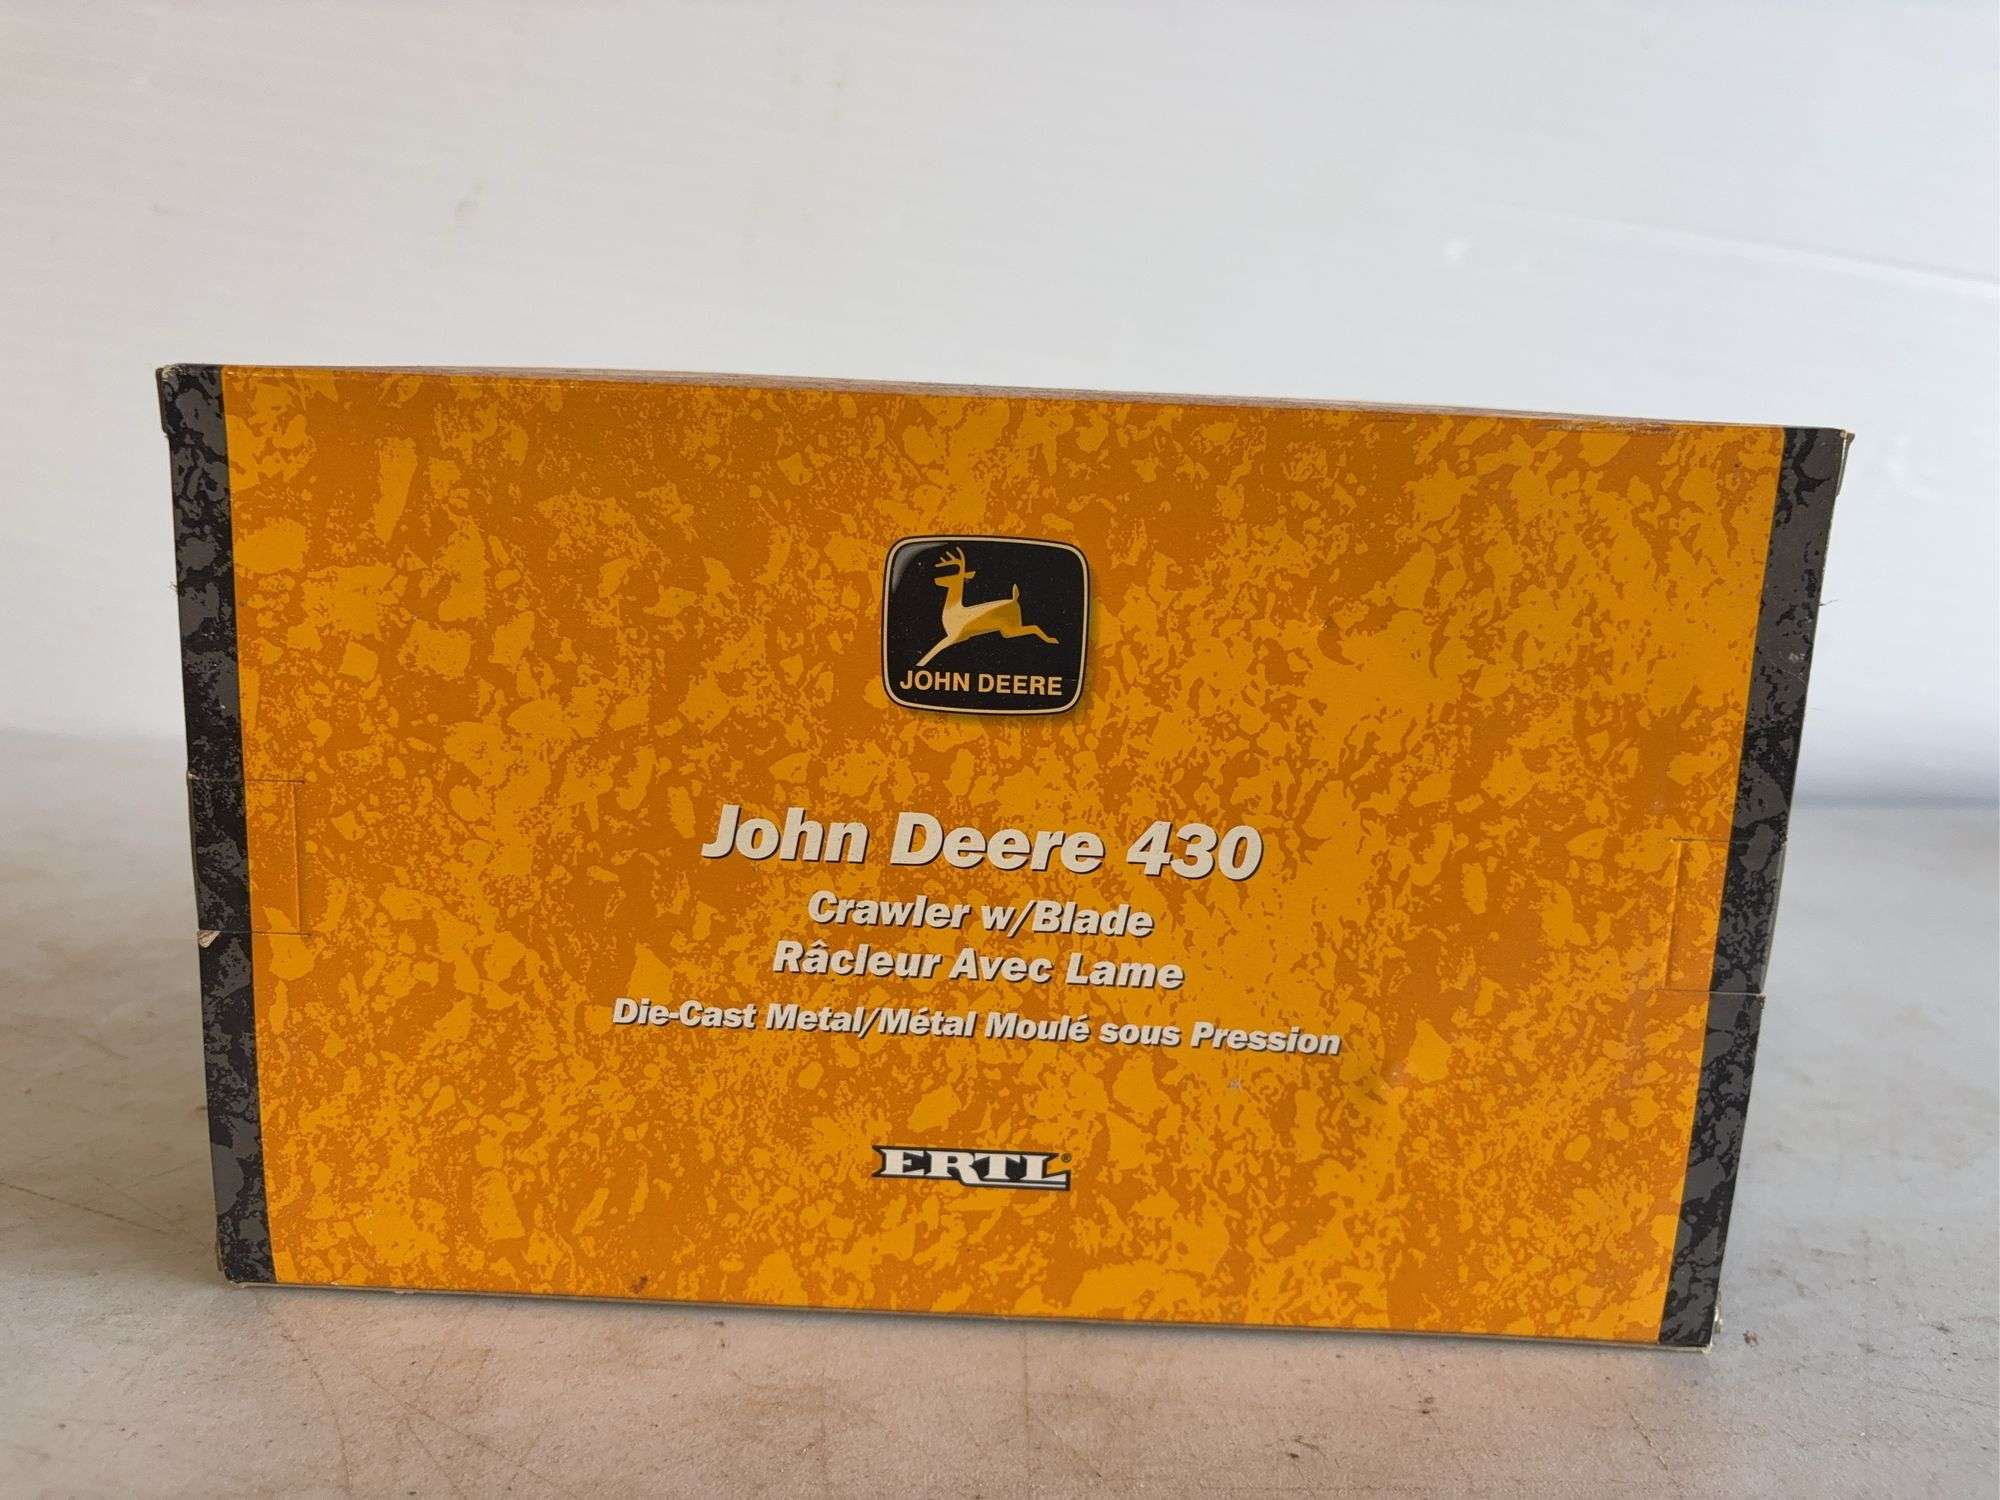 JOHN DEERE
John Deere 430
Crawler w/Blade
Râcleur Avec Lame
Die-Cast Metal/Métal Moulé sous Pression
ERTL®